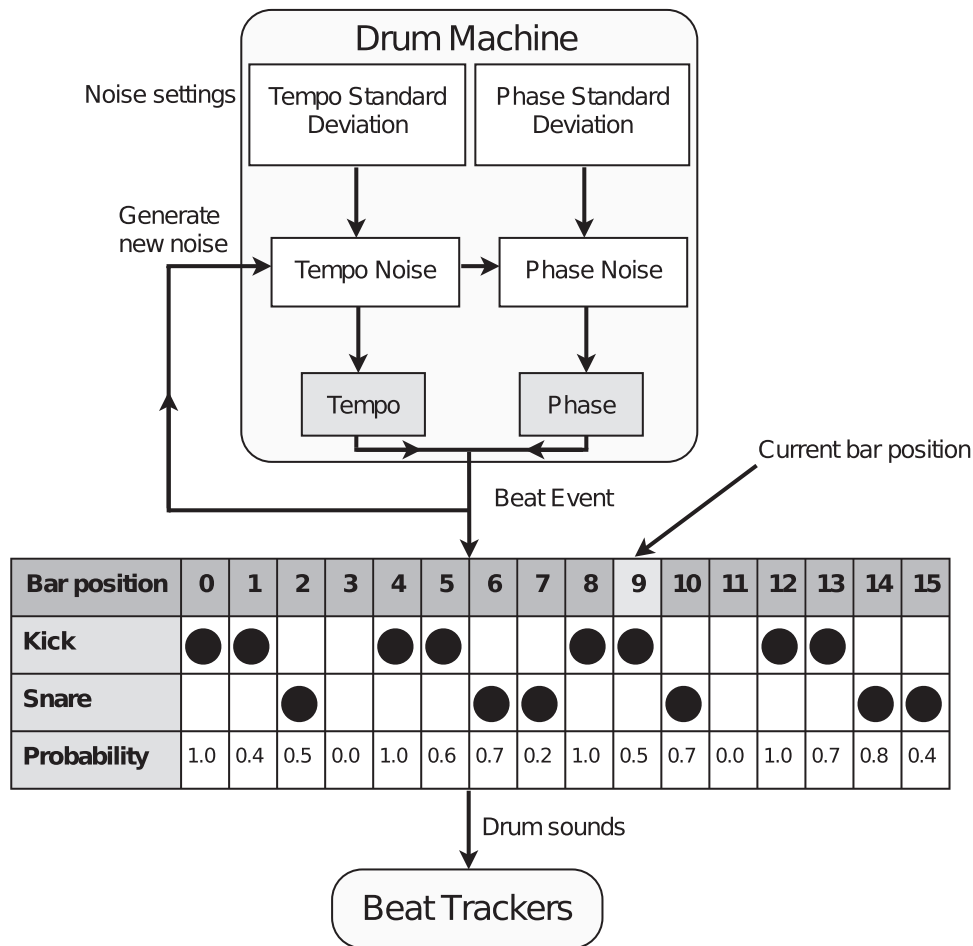 Drum Machine
Noise settings
Tempo Standard
Deviation
Phase Standard
Deviation
Generate
new noise
Tempo Noise
Phase Noise
Tempo
Phase
Current bar position
Beat Event
Bar position 0 1 2 3 4 5 6 7 8 9 10 11 12 13 14 15
Kick
Snare
Probability 1.0 0.4 0.5 0.0 1.0 0.6 0.7 0.2 1.0 0.5 0.7 0.0 1.0 0.7 0.8 0.4
Drum sounds
Beat Trackers